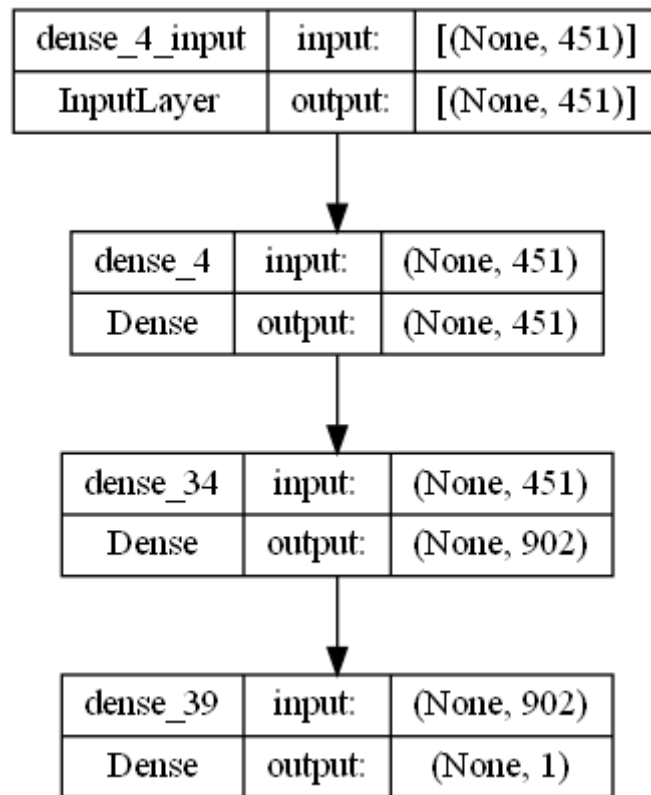 dense_4_input input: [(None, 451)]
InputLayer output: [(None, 451)]
dense_4 input: (None, 451)
Dense output: (None, 451)
dense_34 input: (None, 451)
Dense output: (None, 902)
dense_39 input: (None, 902)
Dense output: (None, 1)